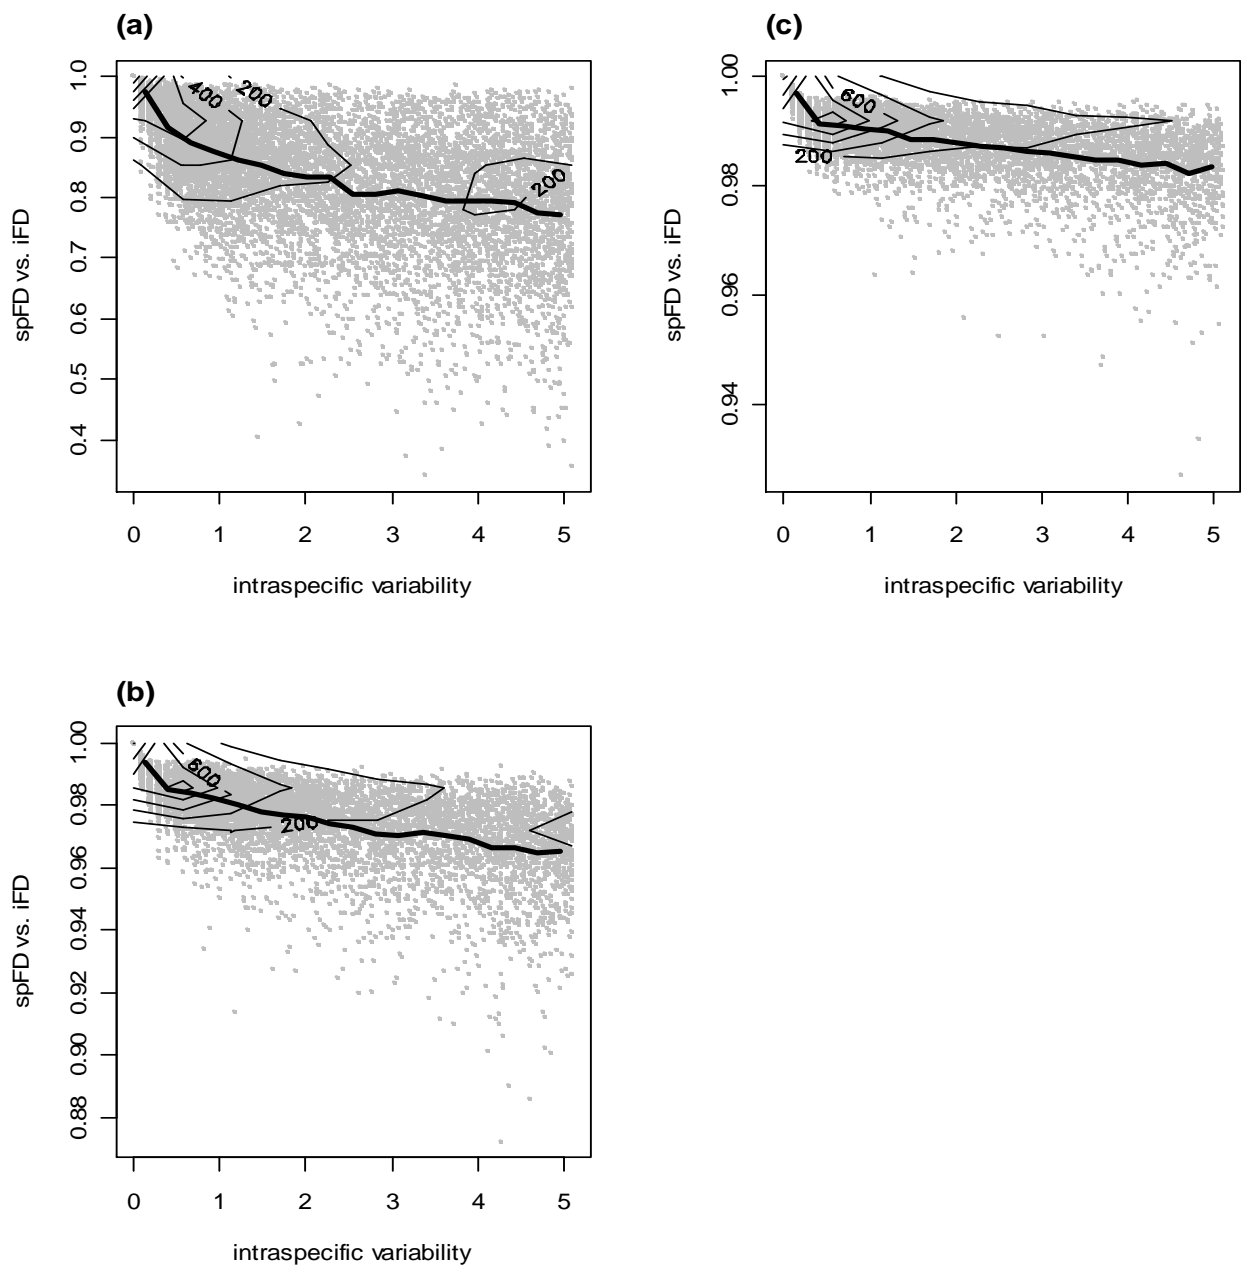 (a)
1.0
0.9
0.8
0.7
0.6
0.5
0.4
spFD vs. iFD
400
200
200
0 1 2 3 4 5
intraspecific variability
(c)
1.00
0.98
0.96
0.94
spFD vs. iFD
600
200
0 1 2 3 4 5
intraspecific variability
(b)
1.00
0.98
0.96
0.94
0.92
0.90
0.88
spFD vs. iFD
600
200
0 1 2 3 4 5
intraspecific variability